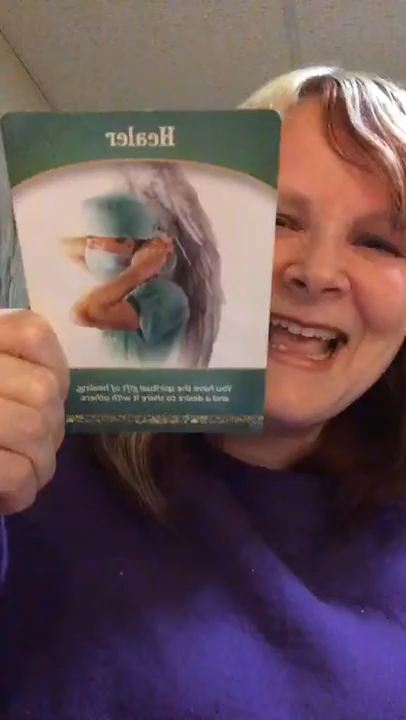 Healer
You have the spiritual gift of healing,
and a desire to share it with others.